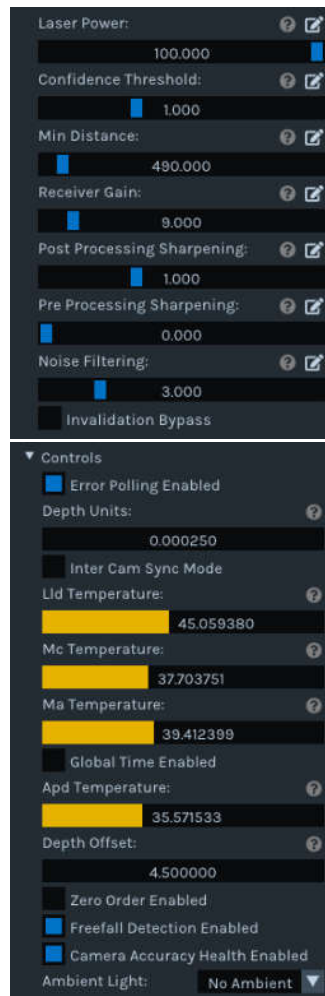 Laser Power:
100.000
Confidence Threshold:
1.000
Min Distance:
490.000
Receiver Gain:
9.000
Post Processing Sharpening:
1.000
Pre Processing Sharpening:
0.000
Noise Filtering:
3.000
Invalidation Bypass
Controls
Error Polling Enabled
Depth Units:
0.000250
Inter Cam Sync Mode
Lld Temperature:
45.059380
Mc Temperature:
37.703751
Ma Temperature:
39.412399
Global Time Enabled
Apd Temperature:
35.571533
Depth Offset:
4.500000
Zero Order Enabled
Freefall Detection Enabled
Camera Accuracy Health Enabled
Ambient Light: No Ambient